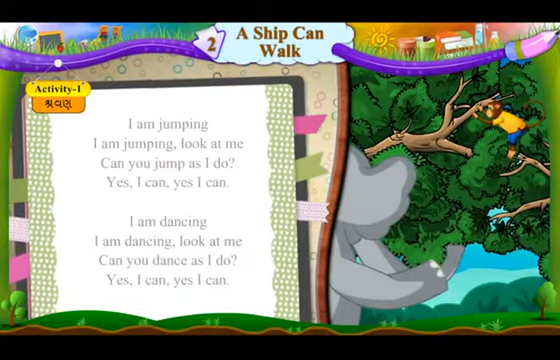 2
A Ship Can
Walk
Activity-1
શ્રવણ
I am jumping
I am jumping, look at me
Can you jump as I do?
Yes, I can, yes I can.
I am dancing
I am dancing, look at me
Can you dance as I do?
Yes, I can, yes I can.